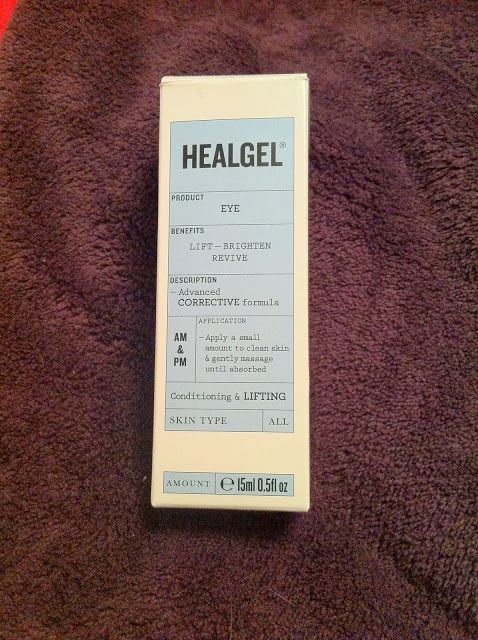 HEALGEL®
PRODUCT
EYE
BENEFITS
LIFT—BRIGHTEN
REVIVE
DESCRIPTION
—Advanced
CORRECTIVE formula
AM
&
PM
APPLICATION
—Apply a small
amount to clean skin
& gently massage
until absorbed
Conditioning & LIFTING
SKIN TYPE ALL
AMOUNT ℮ 15ml 0.5fl oz